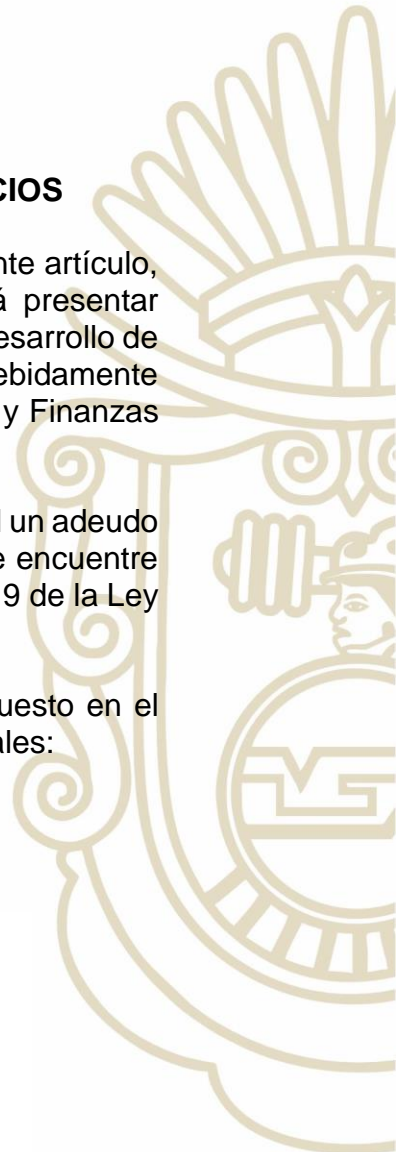 CIOS
nte artículo,
á presentar
esarrollo de
ebidamente
y Finanzas
l un adeudo
e encuentre
9 de la Ley
uesto en el
ales: